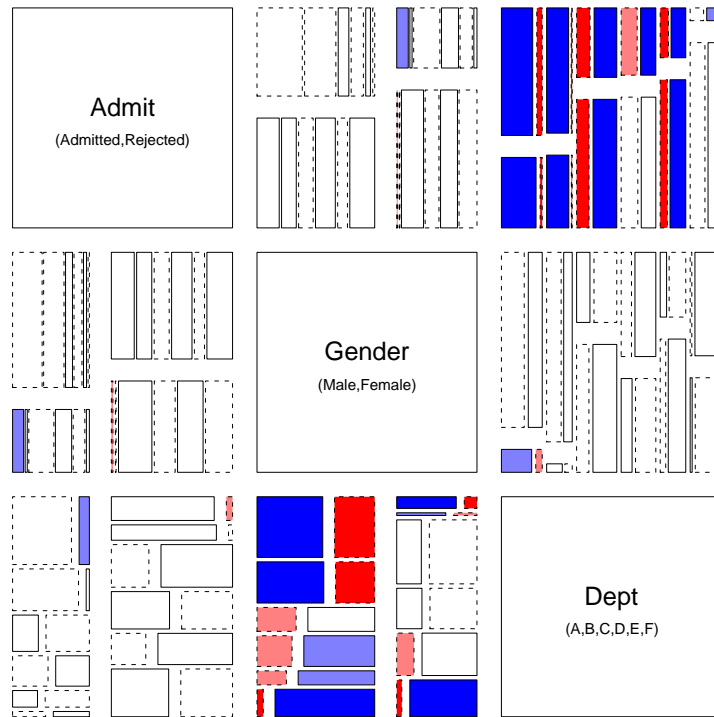 Admit
(Admitted,Rejected)
Gender
(Male,Female)
Dept
(A,B,C,D,E,F)